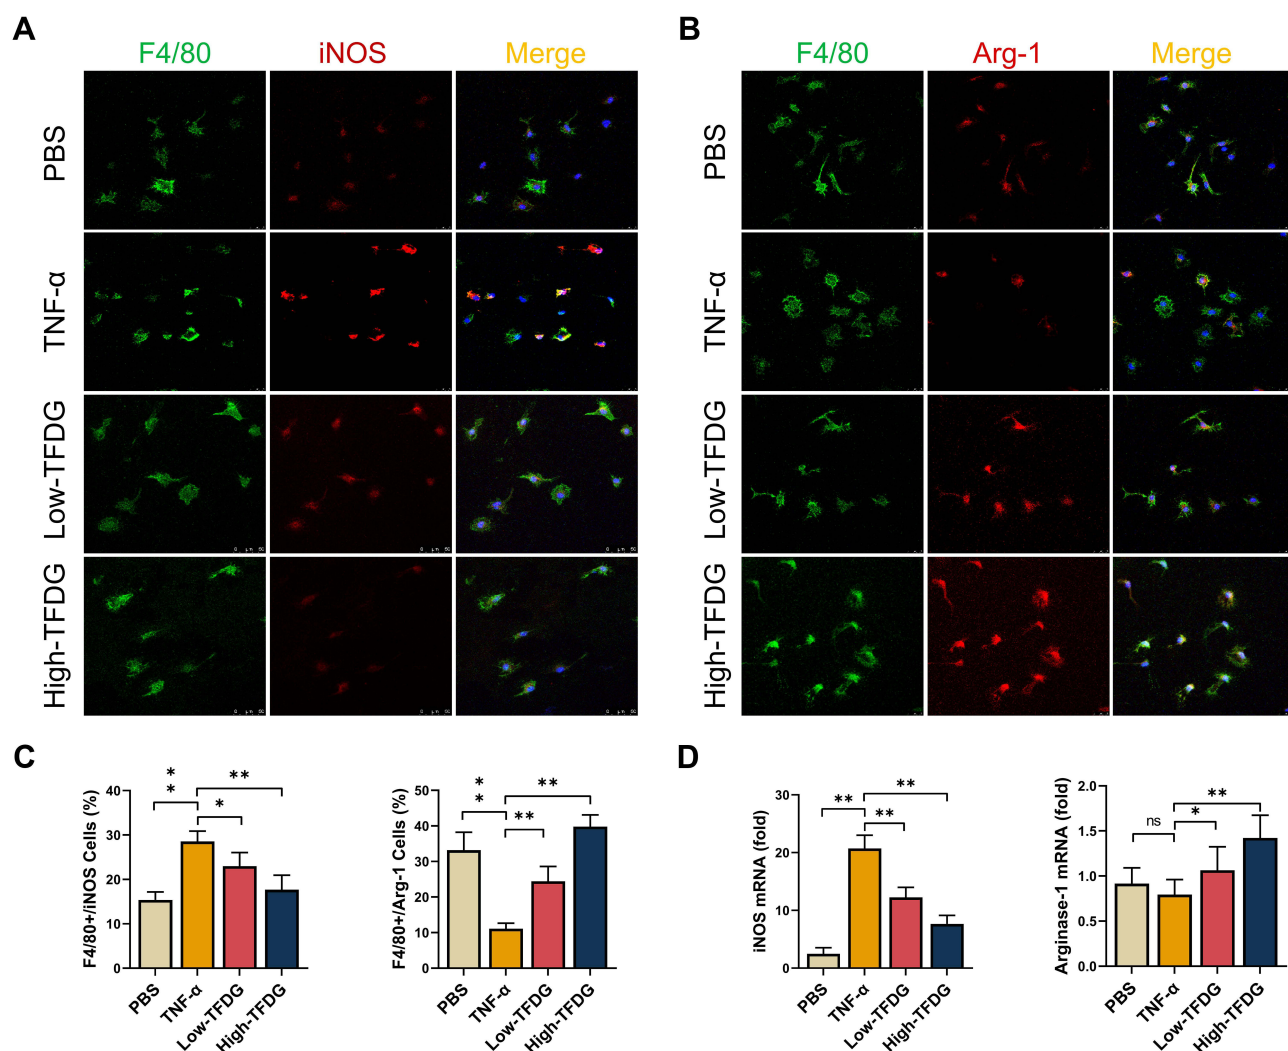 A
F4/80 iNOS Merge
PBS
TNF-α
Low-TFDG
High-TFDG
B
F4/80 Arg-1 Merge
PBS
TNF-α
Low-TFDG
High-TFDG
C
F4/80+/iNOS Cells (%)
40
30
20
10
0
**
*
**
PBS
TNF-α
Low-TFDG
High-TFDG
F4/80+/Arg-1 Cells (%)
50
40
30
20
10
0
**
**
**
PBS
TNF-α
Low-TFDG
High-TFDG
D
iNOS mRNA (fold)
30
20
10
0
**
**
**
PBS
TNF-α
Low-TFDG
High-TFDG
Arginase-1 mRNA (fold)
2.0
1.5
1.0
0.5
0.0
ns
*
**
PBS
TNF-α
Low-TFDG
High-TFDG